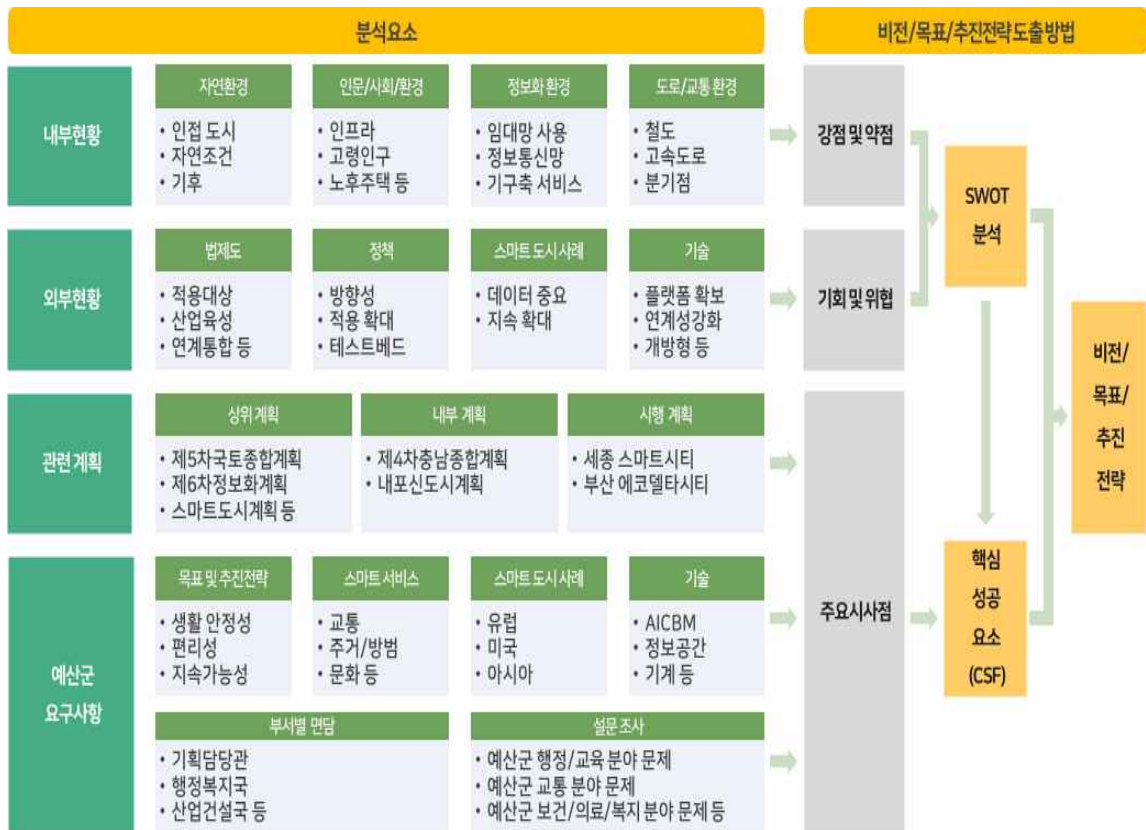 분석요소
비전/목표/추진전략 도출방법
내부현황
자연환경
• 인접 도시
• 자연조건
• 기후
인문/사회/환경
• 인프라
• 고령인구
• 노후주택 등
정보화 환경
• 임대망 사용
• 정보통신망
• 기구축 서비스
도로/교통 환경
• 철도
• 고속도로
• 분기점
강점 및 약점
외부현황
법제도
• 적용대상
• 산업육성
• 연계통합 등
정책
• 방향성
• 적용 확대
• 테스트베드
스마트 도시 사례
• 데이터 중요
• 지속 확대
기술
• 플랫폼 확보
• 연계성강화
• 개방형 등
기회 및 위협
SWOT
분석
관련 계획
상위 계획
• 제5차국토종합계획
• 제6차정보화계획
• 스마트도시계획 등
내부 계획
• 제4차충남종합계획
• 내포신도시계획
시행 계획
• 세종 스마트시티
• 부산 에코델타시티
예산군
요구사항
목표 및 추진전략
• 생활 안정성
• 편리성
• 지속가능성
스마트 서비스
• 교통
• 주거/방범
• 문화 등
스마트 도시 사례
• 유럽
• 미국
• 아시아
기술
• AICBM
• 정보공간
• 기계 등
부서별 면담
• 기획담당관
• 행정복지국
• 산업건설국 등
설문 조사
• 예산군 행정/교육 분야 문제
• 예산군 교통 분야 문제
• 예산군 보건/의료/복지 분야 문제 등
주요시사점
핵심
성공
요소
(CSF)
비전/
목표/
추진
전략